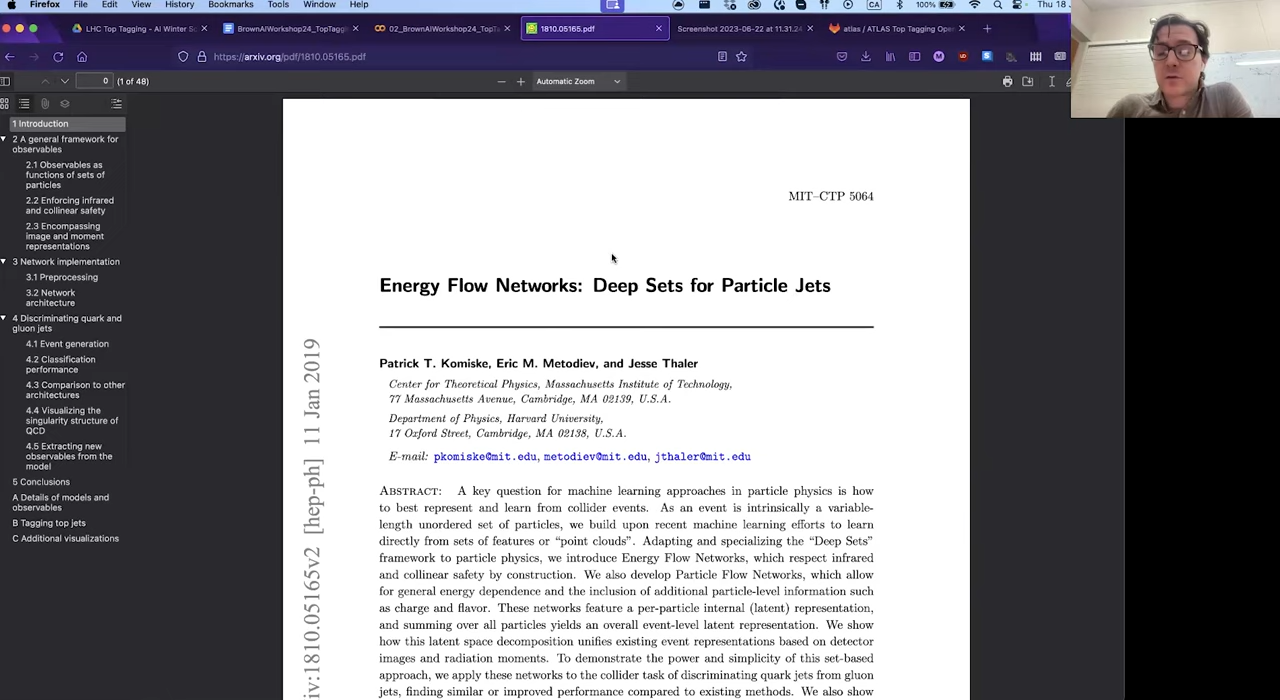 Firefox File Edit View History Bookmarks Tools Window Help CA 100% Thu 18
LHC Top Tagging - AI Winter S
BrownAIWorkshop24_TopTaggi
02_BrownAIWorkshop24_TopT
1810.05165.pdf
Screenshot 2023-06-22 at 11.31.24
atlas / ATLAS Top Tagging Ope
https://arxiv.org/pdf/1810.05165.pdf
0 (1 of 48)
Automatic Zoom
1 Introduction
2 A general framework for
observables
2.1 Observables as
functions of sets of
particles
2.2 Enforcing infrared
and collinear safety
2.3 Encompassing
image and moment
representations
3 Network implementation
3.1 Preprocessing
3.2 Network
architecture
4 Discriminating quark and
gluon jets
4.1 Event generation
4.2 Classification
performance
4.3 Comparison to other
architectures
4.4 Visualizing the
singularity structure of
QCD
4.5 Extracting new
observables from the
model
5 Conclusions
A Details of models and
observables
B Tagging top jets
C Additional visualizations
MIT–CTP 5064
Energy Flow Networks: Deep Sets for Particle Jets
Patrick T. Komiske, Eric M. Metodiev, and Jesse Thaler
Center for Theoretical Physics, Massachusetts Institute of Technology,
77 Massachusetts Avenue, Cambridge, MA 02139, U.S.A.
Department of Physics, Harvard University,
17 Oxford Street, Cambridge, MA 02138, U.S.A.
E-mail: pkomiske@mit.edu, metodiev@mit.edu, jthaler@mit.edu
Abstract: A key question for machine learning approaches in particle physics is how
to best represent and learn from collider events. As an event is intrinsically a variable-
length unordered set of particles, we build upon recent machine learning efforts to learn
directly from sets of features or “point clouds”. Adapting and specializing the “Deep Sets”
framework to particle physics, we introduce Energy Flow Networks, which respect infrared
and collinear safety by construction. We also develop Particle Flow Networks, which allow
for general energy dependence and the inclusion of additional particle-level information such
as charge and flavor. These networks feature a per-particle internal (latent) representation,
and summing over all particles yields an overall event-level latent representation. We show
how this latent space decomposition unifies existing event representations based on detector
images and radiation moments. To demonstrate the power and simplicity of this set-based
approach, we apply these networks to the collider task of discriminating quark jets from gluon
jets, finding similar or improved performance compared to existing methods. We also show
iv:1810.05165v2 [hep-ph] 11 Jan 2019